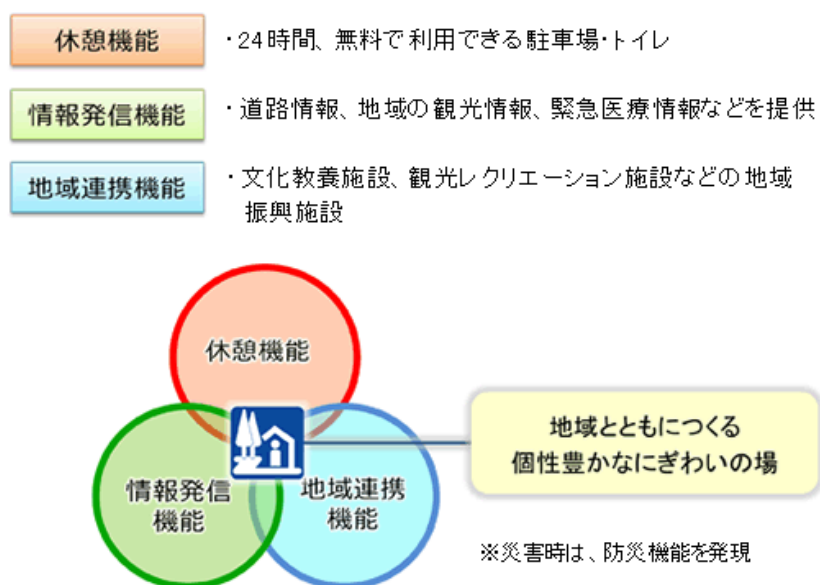 休憩機能
・24時間、無料で利用できる駐車場・トイレ
情報発信機能
・道路情報、地域の観光情報、緊急医療情報などを提供
地域連携機能
・文化教養施設、観光レクリエーション施設などの地域
振興施設
休憩機能
情報発信
機能
地域連携
機能
地域とともにつくる
個性豊かなにぎわいの場
※災害時は、防災機能を発現